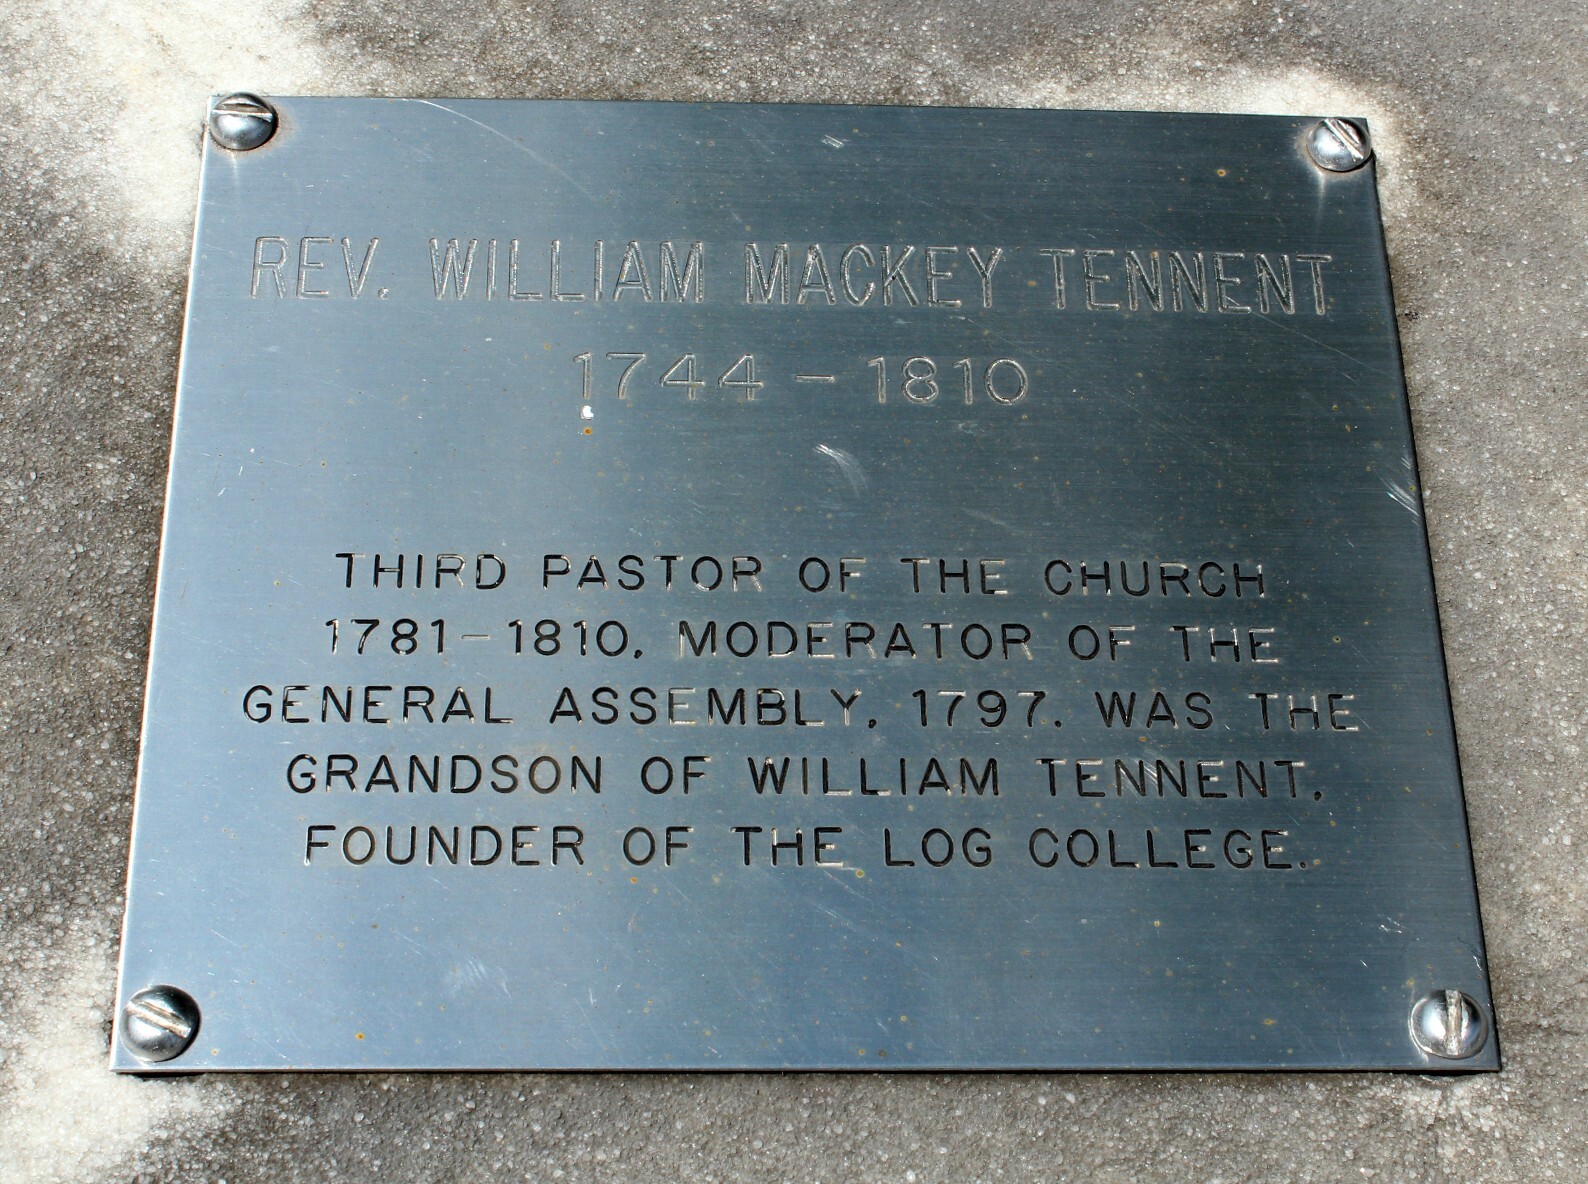 REV. WILLIAM MACKEY TENNENT
1744 - 1810
THIRD PASTOR OF THE CHURCH
1781-1810, MODERATOR OF THE
GENERAL ASSEMBLY, 1797. WAS THE
GRANDSON OF WILLIAM TENNENT,
FOUNDER OF THE LOG COLLEGE.